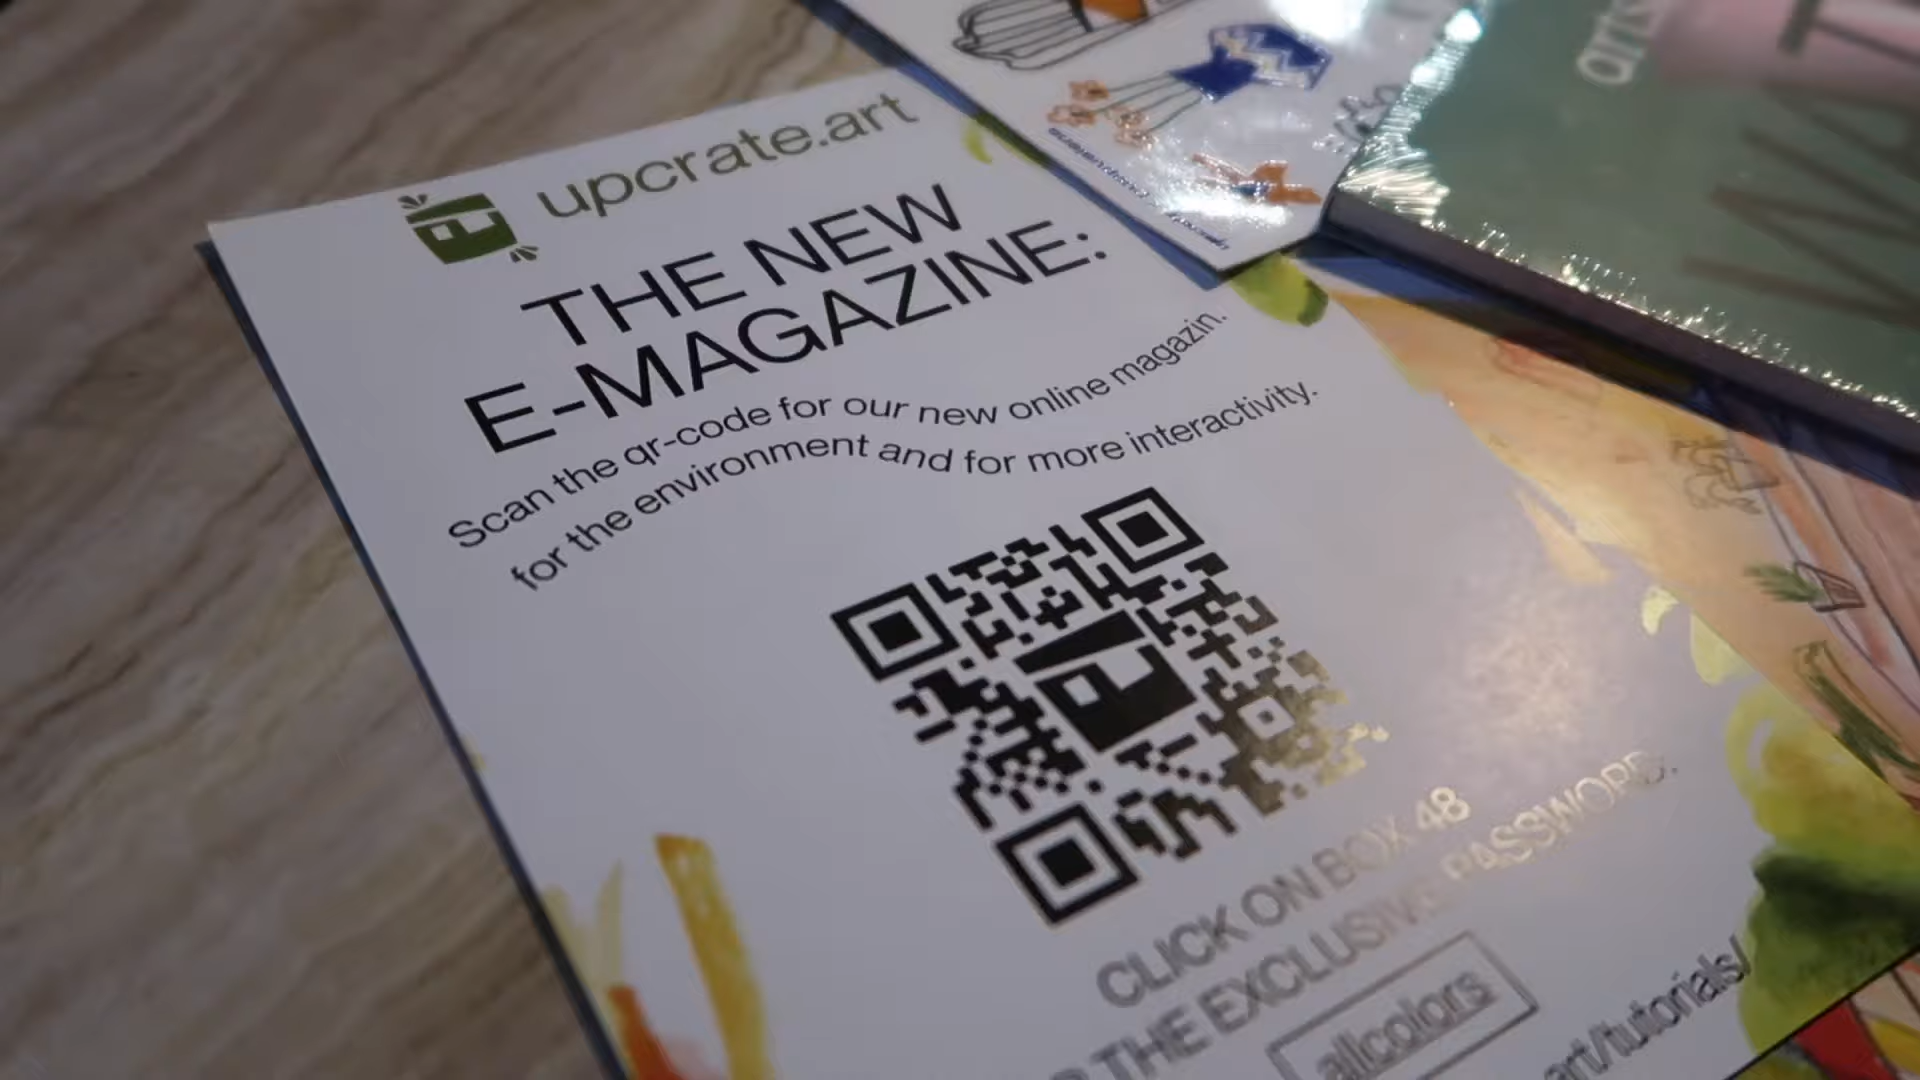 upcrate.art
THE NEW
E-MAGAZINE:
Scan the qr-code for our new online magazin.
for the environment and for more interactivity.
CLICK ON BOX 48
THE EXCLUSIVE PASSWORD:
allcolors
art/tutorials/
arts